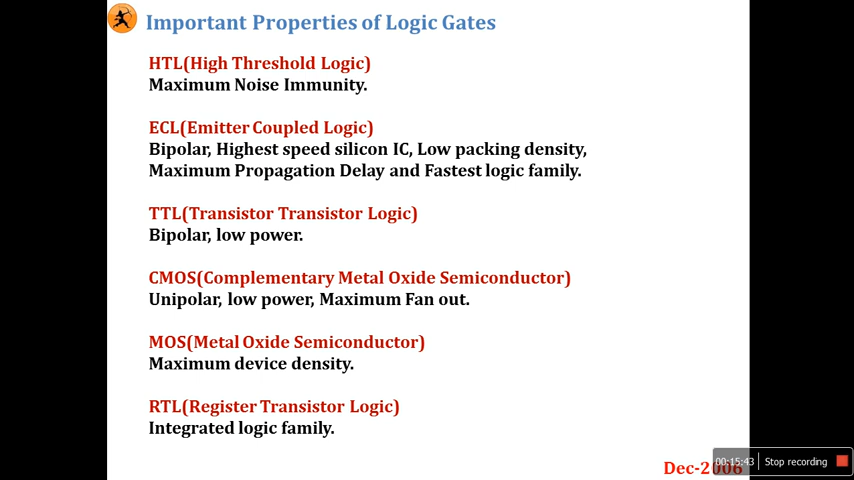 Important Properties of Logic Gates
HTL(High Threshold Logic)
Maximum Noise Immunity.
ECL(Emitter Coupled Logic)
Bipolar, Highest speed silicon IC, Low packing density,
Maximum Propagation Delay and Fastest logic family.
TTL(Transistor Transistor Logic)
Bipolar, low power.
CMOS(Complementary Metal Oxide Semiconductor)
Unipolar, low power, Maximum Fan out.
MOS(Metal Oxide Semiconductor)
Maximum device density.
RTL(Register Transistor Logic)
Integrated logic family.
Dec-2006
00:15:43 Stop recording